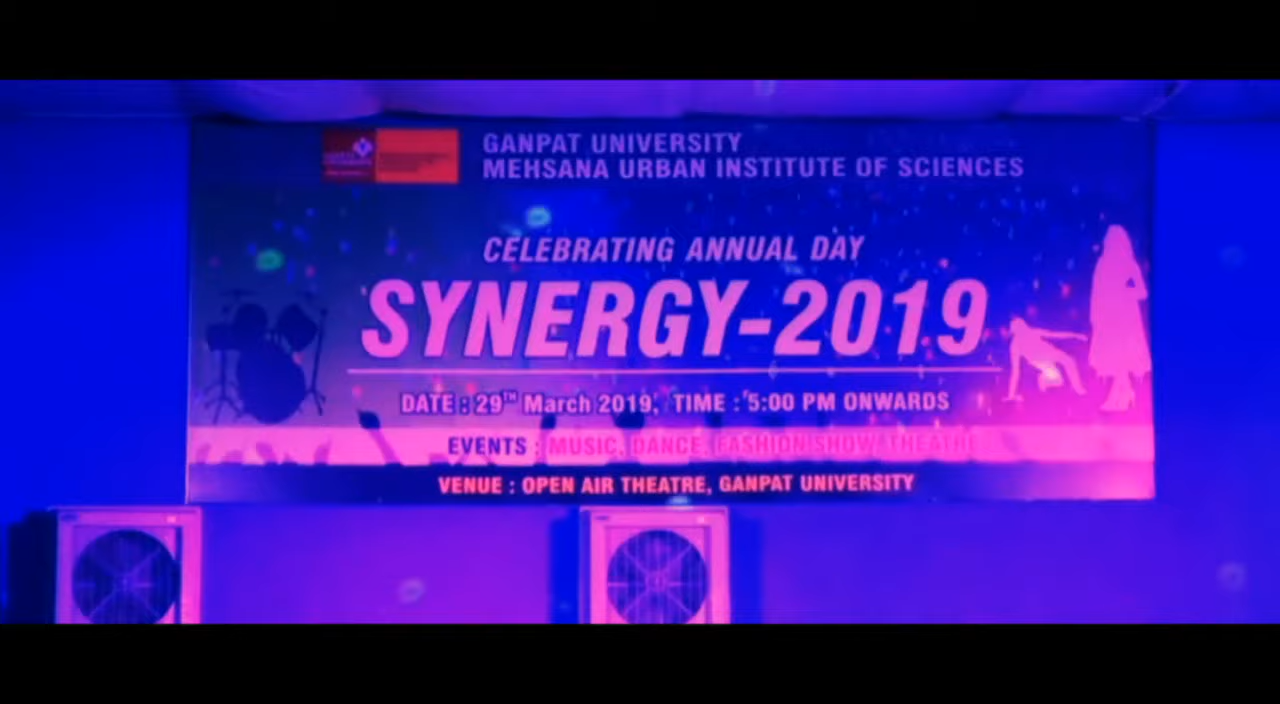 GANPAT UNIVERSITY
MEHSANA URBAN INSTITUTE OF SCIENCES
CELEBRATING ANNUAL DAY
SYNERGY-2019
DATE : 29TH March 2019, TIME : 5:00 PM ONWARDS
EVENTS : MUSIC, DANCE, FASHION SHOW, THEATRE
VENUE : OPEN AIR THEATRE, GANPAT UNIVERSITY